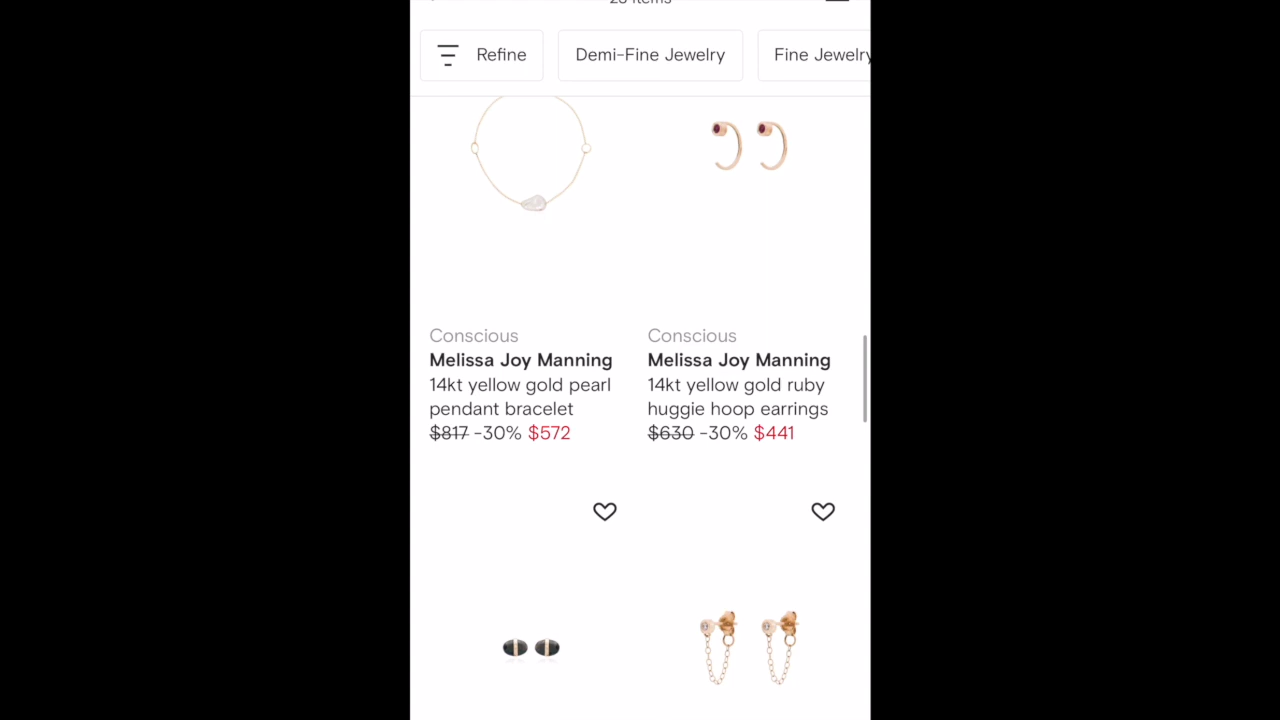 Refine
Demi-Fine Jewelry
Fine Jewelry
Conscious
Melissa Joy Manning
14kt yellow gold pearl
pendant bracelet
$817 -30% $572
Conscious
Melissa Joy Manning
14kt yellow gold ruby
huggie hoop earrings
$630 -30% $441